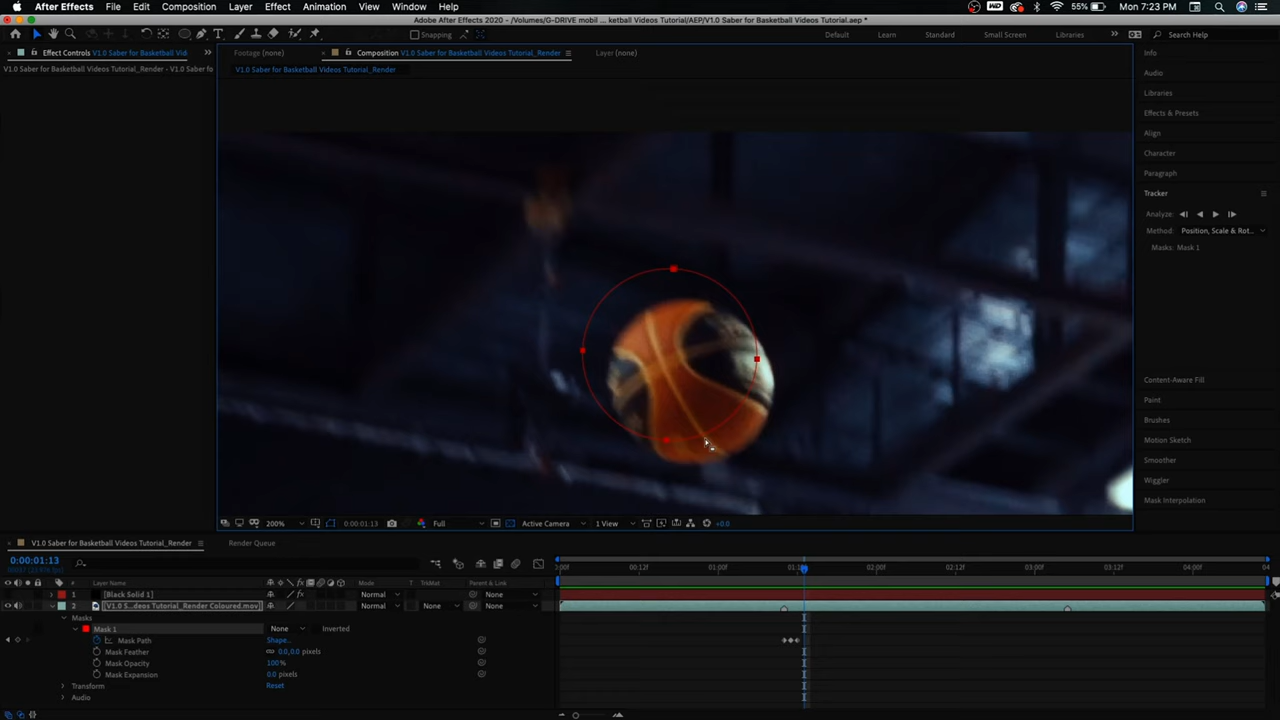 After Effects File Edit Composition Layer Effect Animation View Window Help 55% Mon 7:23 PM
Adobe After Effects 2020 - /Volumes/G-DRIVE mobil ... ketball Videos Tutorial/AEP/V1.0 Saber for Basketball Videos Tutorial.aep *
Snapping Default Learn Standard Small Screen Libraries >> Search Help
Effect Controls V1.0 Saber for Basketball Vid >> Footage (none) Composition V1.0 Saber for Basketball Videos Tutorial_Render Layer (none)
V1.0 Saber for Basketball Videos Tutorial_Render - V1.0 Saber fo V1.0 Saber for Basketball Videos Tutorial_Render
Info
Audio
Libraries
Effects & Presets
Align
Character
Paragraph
Tracker
Analyze:
Method: Position, Scale & Rot...
Masks: Mask 1
Content-Aware Fill
Paint
Brushes
Motion Sketch
Smoother
Wiggler
Mask Interpolation
200% 0:00:01:13 Full Active Camera 1 View +0.0
V1.0 Saber for Basketball Videos Tutorial_Render Render Queue
0:00:01:13
# Layer Name Mode T TrkMat Parent & Link
1 [Black Solid 1] Normal None
2 [V1.0 S...deos Tutorial_Render Coloured.mov] Normal None None
Masks
Mask 1 None Inverted
Mask Path Shape...
Mask Feather 0.0,0.0 pixels
Mask Opacity 100%
Mask Expansion 0.0 pixels
Transform Reset
Audio
00:12f 01:00f 02:00f 02:12f 03:00f 03:12f 04:00f 04